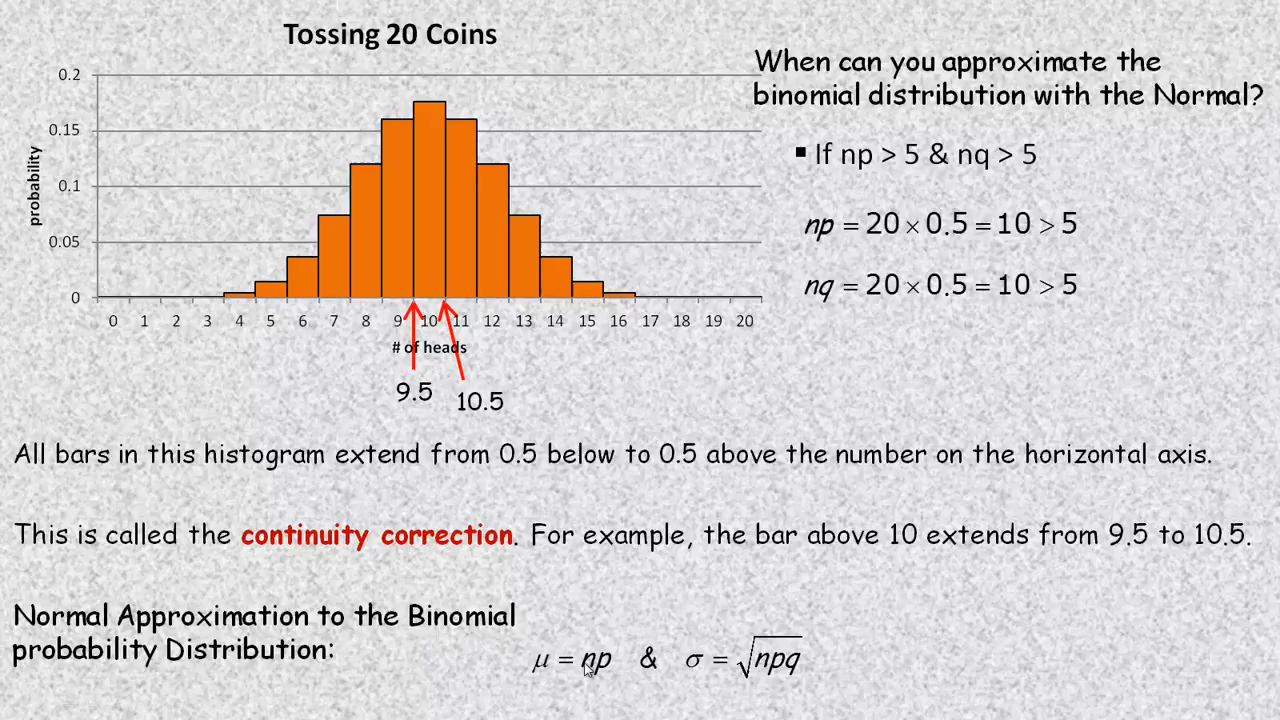 Tossing 20 Coins
When can you approximate the
binomial distribution with the Normal?
▪ If np > 5 & nq > 5
np = 20 × 0.5 = 10 > 5
nq = 20 × 0.5 = 10 > 5
probability
0.2
0.15
0.1
0.05
0
0 1 2 3 4 5 6 7 8 9 10 11 12 13 14 15 16 17 18 19 20
# of heads
9.5
10.5
All bars in this histogram extend from 0.5 below to 0.5 above the number on the horizontal axis.
This is called the continuity correction. For example, the bar above 10 extends from 9.5 to 10.5.
Normal Approximation to the Binomial
probability Distribution:
μ = np & σ = √npq